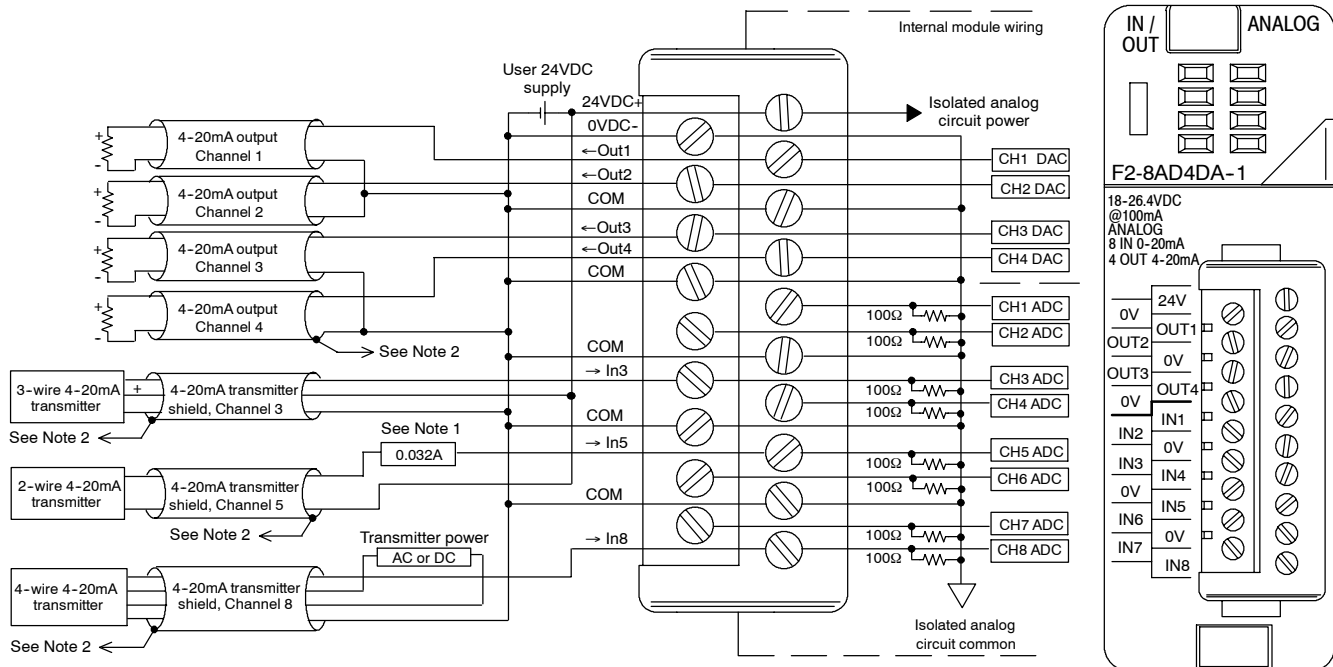 Internal module wiring
User 24VDC
supply
24VDC+
0VDC-
Isolated analog
circuit power
4-20mA output
Channel 1
+
-
←Out1
CH1 DAC
4-20mA output
Channel 2
+
-
←Out2
CH2 DAC
COM
4-20mA output
Channel 3
+
-
←Out3
CH3 DAC
←Out4
CH4 DAC
COM
4-20mA output
Channel 4
+
-
See Note 2
100Ω
CH1 ADC
100Ω
CH2 ADC
COM
3-wire 4-20mA
transmitter
+
4-20mA transmitter
shield, Channel 3
See Note 2
→ In3
100Ω
CH3 ADC
100Ω
CH4 ADC
COM
See Note 1
0.032A
→ In5
2-wire 4-20mA
transmitter
4-20mA transmitter
shield, Channel 5
See Note 2
100Ω
CH5 ADC
100Ω
CH6 ADC
COM
Transmitter power
AC or DC
→ In8
4-wire 4-20mA
transmitter
4-20mA transmitter
shield, Channel 8
See Note 2
100Ω
CH7 ADC
100Ω
CH8 ADC
Isolated analog
circuit common
IN /
OUT
ANALOG
F2-8AD4DA-1
18-26.4VDC
@100mA
ANALOG
8 IN 0-20mA
4 OUT 4-20mA
24V
0V
OUT1
OUT2
0V
OUT3
OUT4
0V
IN1
IN2
0V
IN3
IN4
0V
IN5
IN6
0V
IN7
IN8